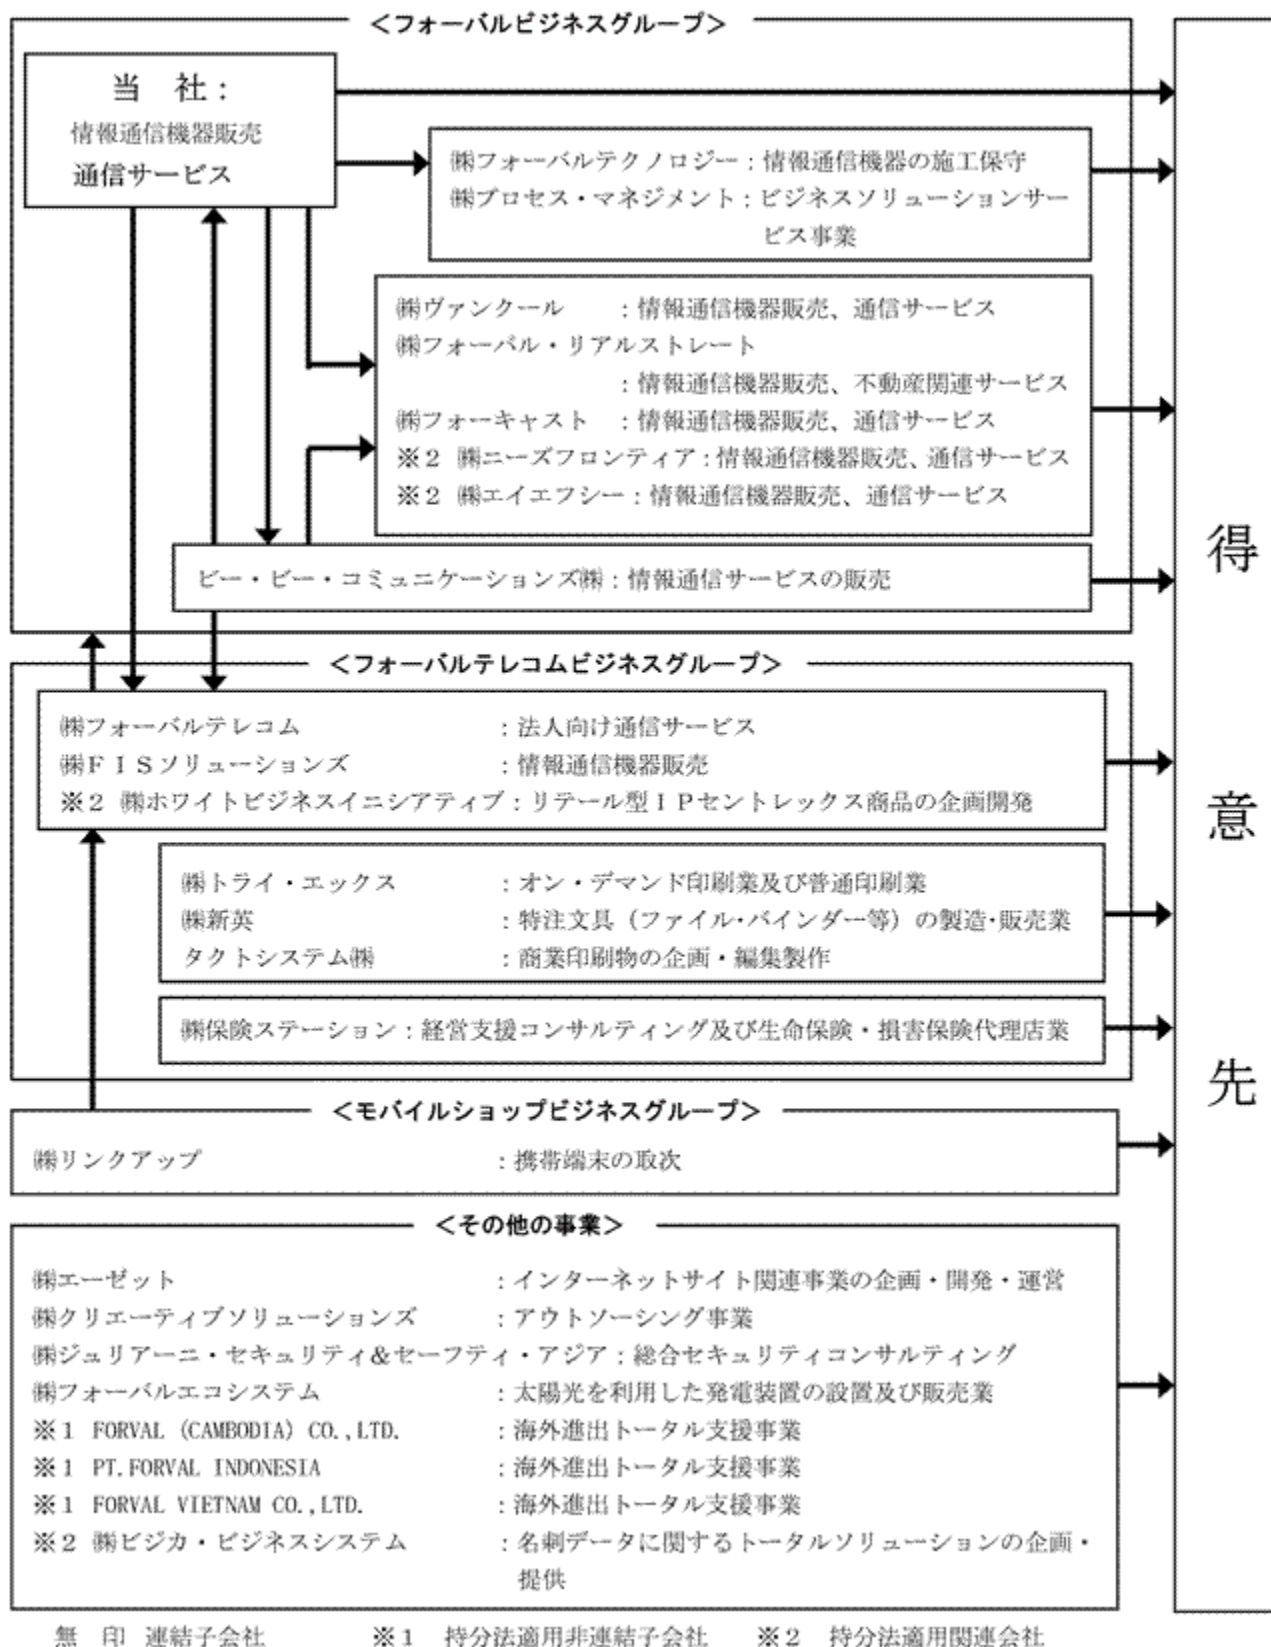 ＜フォーバルビジネスグループ＞
当　社：
情報通信機器販売
通信サービス
㈱フォーバルテクノロジー：情報通信機器の施工保守
㈱プロセス・マネジメント：ビジネスソリューションサー
ビス事業
㈱ヴァンクール　：情報通信機器販売、通信サービス
㈱フォーバル・リアルストレート
：情報通信機器販売、不動産関連サービス
㈱フォーキャスト　：情報通信機器販売、通信サービス
※２ ㈱ニーズフロンティア：情報通信機器販売、通信サービス
※２ ㈱エイエフシー：情報通信機器販売、通信サービス
ビー・ビー・コミュニケーションズ㈱：情報通信サービスの販売
＜フォーバルテレコムビジネスグループ＞
㈱フォーバルテレコム　：法人向け通信サービス
㈱ＦＩＳソリューションズ　：情報通信機器販売
※２ ㈱ホワイトビジネスイニシアティブ：リテール型ＩＰセントレックス商品の企画開発
㈱トライ・エックス　：オン・デマンド印刷業及び普通印刷業
㈱新英　：特注文具（ファイル・バインダー等）の製造・販売業
タクトシステム㈱　：商業印刷物の企画・編集製作
㈱保険ステーション：経営支援コンサルティング及び生命保険・損害保険代理店業
＜モバイルショップビジネスグループ＞
㈱リンクアップ　：携帯端末の取次
＜その他の事業＞
㈱エーゼット　：インターネットサイト関連事業の企画・開発・運営
㈱クリエーティブソリューションズ　：アウトソーシング事業
㈱ジュリアーニ・セキュリティ＆セーフティ・アジア：総合セキュリティコンサルティング
㈱フォーバルエコシステム　：太陽光を利用した発電装置の設置及び販売業
※１ FORVAL (CAMBODIA) CO.,LTD.　：海外進出トータル支援事業
※１ PT.FORVAL INDONESIA　：海外進出トータル支援事業
※１ FORVAL VIETNAM CO.,LTD.　：海外進出トータル支援事業
※２ ㈱ビジカ・ビジネスシステム　：名刺データに関するトータルソリューションの企画・
提供
得意先
無　印　連結子会社　※１　持分法適用非連結子会社　※２　持分法適用関連会社